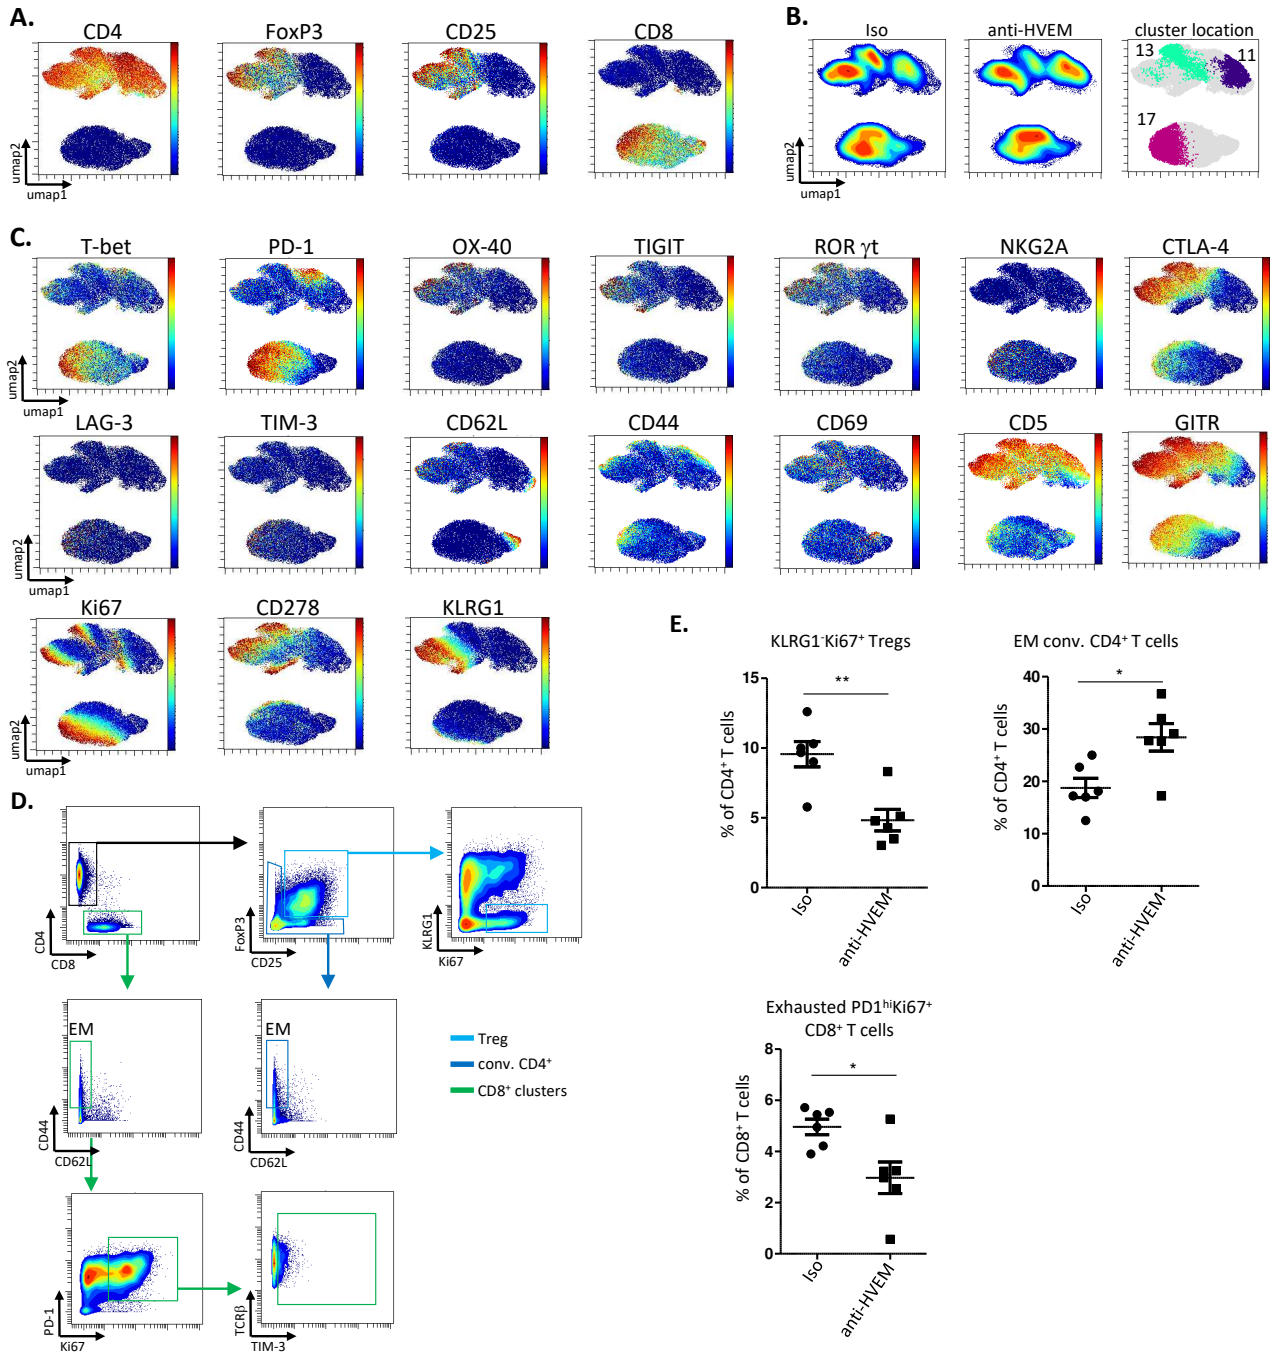 A.
CD4 FoxP3 CD25 CD8
umap2
umap1
B.
Iso anti-HVEM cluster location
13
11
17
umap2
umap1
C.
T-bet PD-1 OX-40 TIGIT ROR γt NKG2A CTLA-4
umap2
umap1
LAG-3 TIM-3 CD62L CD44 CD69 CD5 GITR
umap2
umap1
Ki67 CD278 KLRG1
umap2
umap1
D.
CD4
CD8
FoxP3
CD25
KLRG1
Ki67
EM
CD44
CD62L
EM
CD44
CD62L
Treg
conv. CD4⁺
CD8⁺ clusters
PD-1
Ki67
TCRβ
TIM-3
E.
KLRG1⁻Ki67⁺ Tregs
**
15
10
5
0
% of CD4⁺ T cells
Iso
anti-HVEM
EM conv. CD4⁺ T cells
*
40
30
20
10
0
% of CD4⁺ T cells
Iso
anti-HVEM
Exhausted PD1ʰⁱKi67⁺
CD8⁺ T cells
*
8
6
4
2
0
% of CD8⁺ T cells
Iso
anti-HVEM